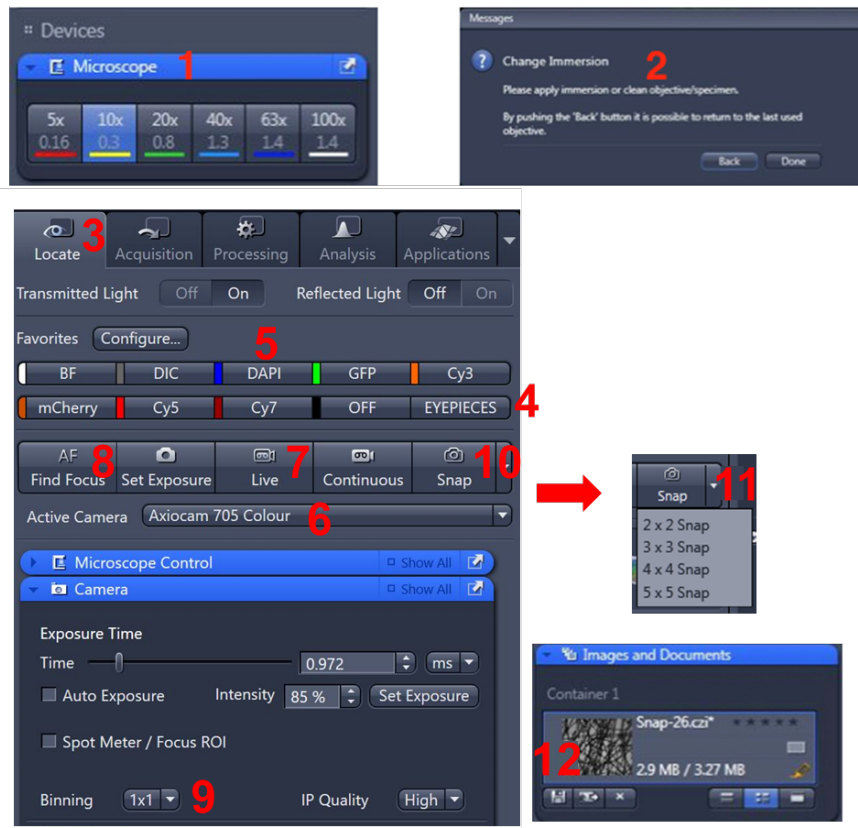 Devices
Microscope 1
5x 10x 20x 40x 63x 100x
0.16 0.3 0.8 1.3 1.4 1.4
Messages
Change Immersion 2
Please apply immersion or clean objective/specimen.
By pushing the 'Back' button it is possible to return to the last used
objective.
Back Done
3
Locate Acquisition Processing Analysis Applications
Transmitted Light Off On Reflected Light Off On
Favorites Configure... 5
BF DIC DAPI GFP Cy3
mCherry Cy5 Cy7 OFF EYEPIECES 4
AF 8 7 10
Find Focus Set Exposure Live Continuous Snap
Active Camera Axiocam 705 Colour 6
Microscope Control Show All
Camera Show All
Exposure Time
Time 0.972 ms
Auto Exposure Intensity 85 % Set Exposure
Spot Meter / Focus ROI
Binning 1x1 9 IP Quality High
Snap 11
2 x 2 Snap
3 x 3 Snap
4 x 4 Snap
5 x 5 Snap
Images and Documents
Container 1
Snap-26.czi*
12
2.9 MB / 3.27 MB